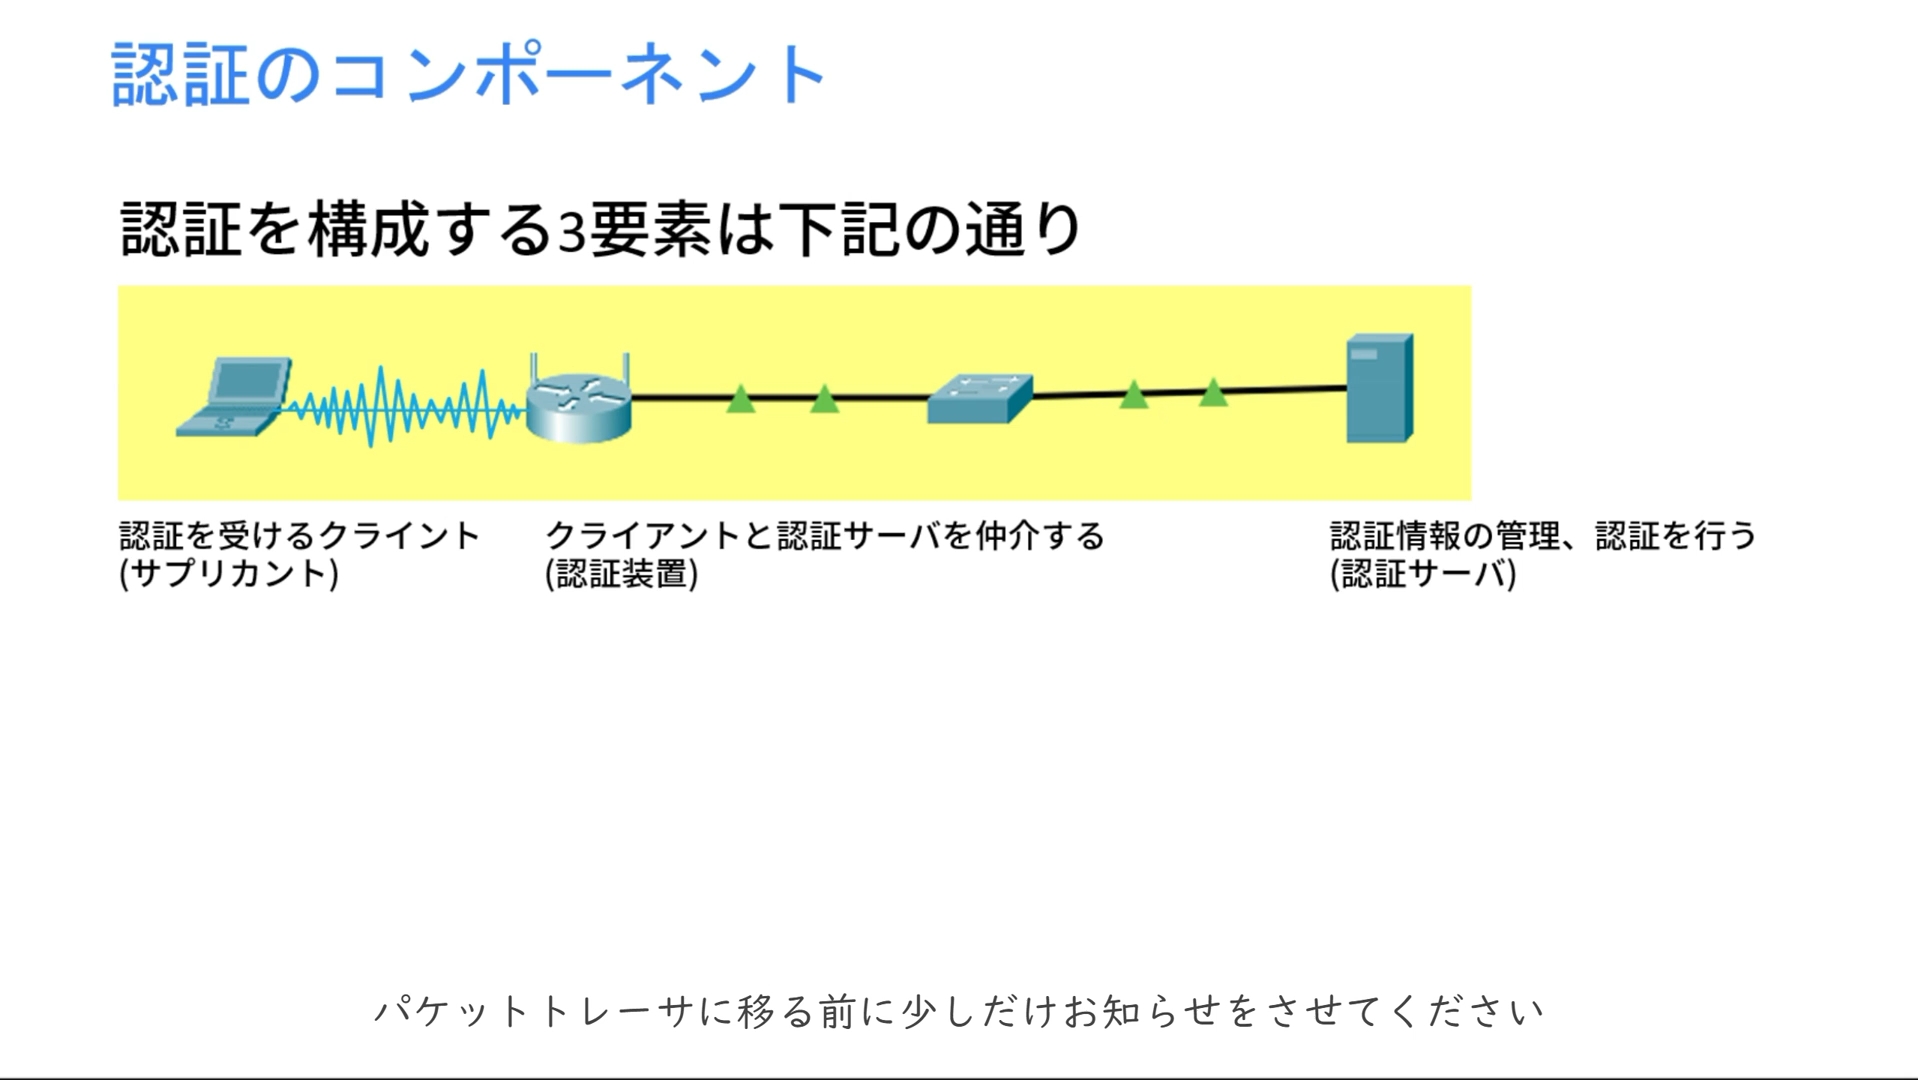 認証のコンポーネント
認証を構成する3要素は下記の通り
認証を受けるクライント
(サプリカント)
クライアントと認証サーバを仲介する
(認証装置)
認証情報の管理、認証を行う
(認証サーバ)
パケットトレーサに移る前に少しだけお知らせをさせてください